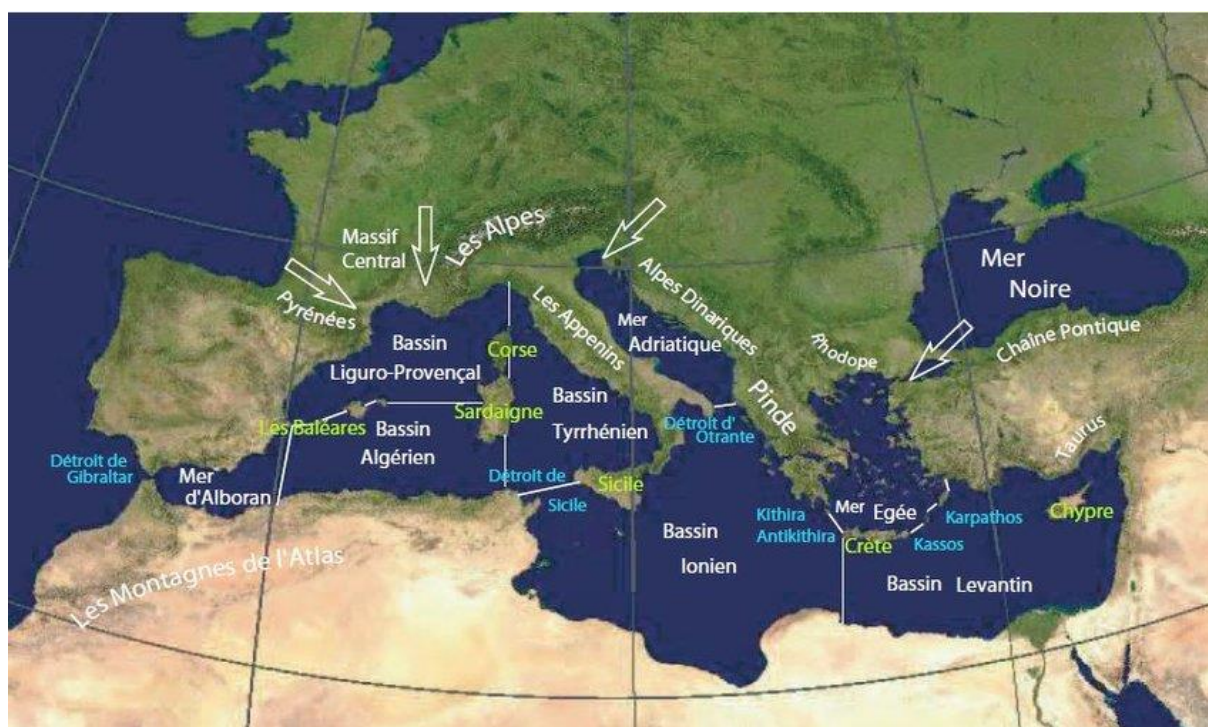 Massif
Central
Les Alpes
Pyrénées
Alpes Dinariques
Les Appenins
Mer
Noire
Chaîne Pontique
Rhodope
Mer
Adriatique
Bassin
Liguro-Provençal
Corse
Bassin
Tyrrhénien
Sardaigne
Les Baléares
Bassin
Algérien
Détroit d'
Otrante
Pinde
Taurus
Détroit de
Gibraltar
Mer
d'Alboran
Détroit de
Sicile
Sicile
Kithira
Antikithira
Mer Egée
Karpathos
Kassos
Crète
Chypre
Bassin
Ionien
Bassin Levantin
Les Montagnes de l'Atlas